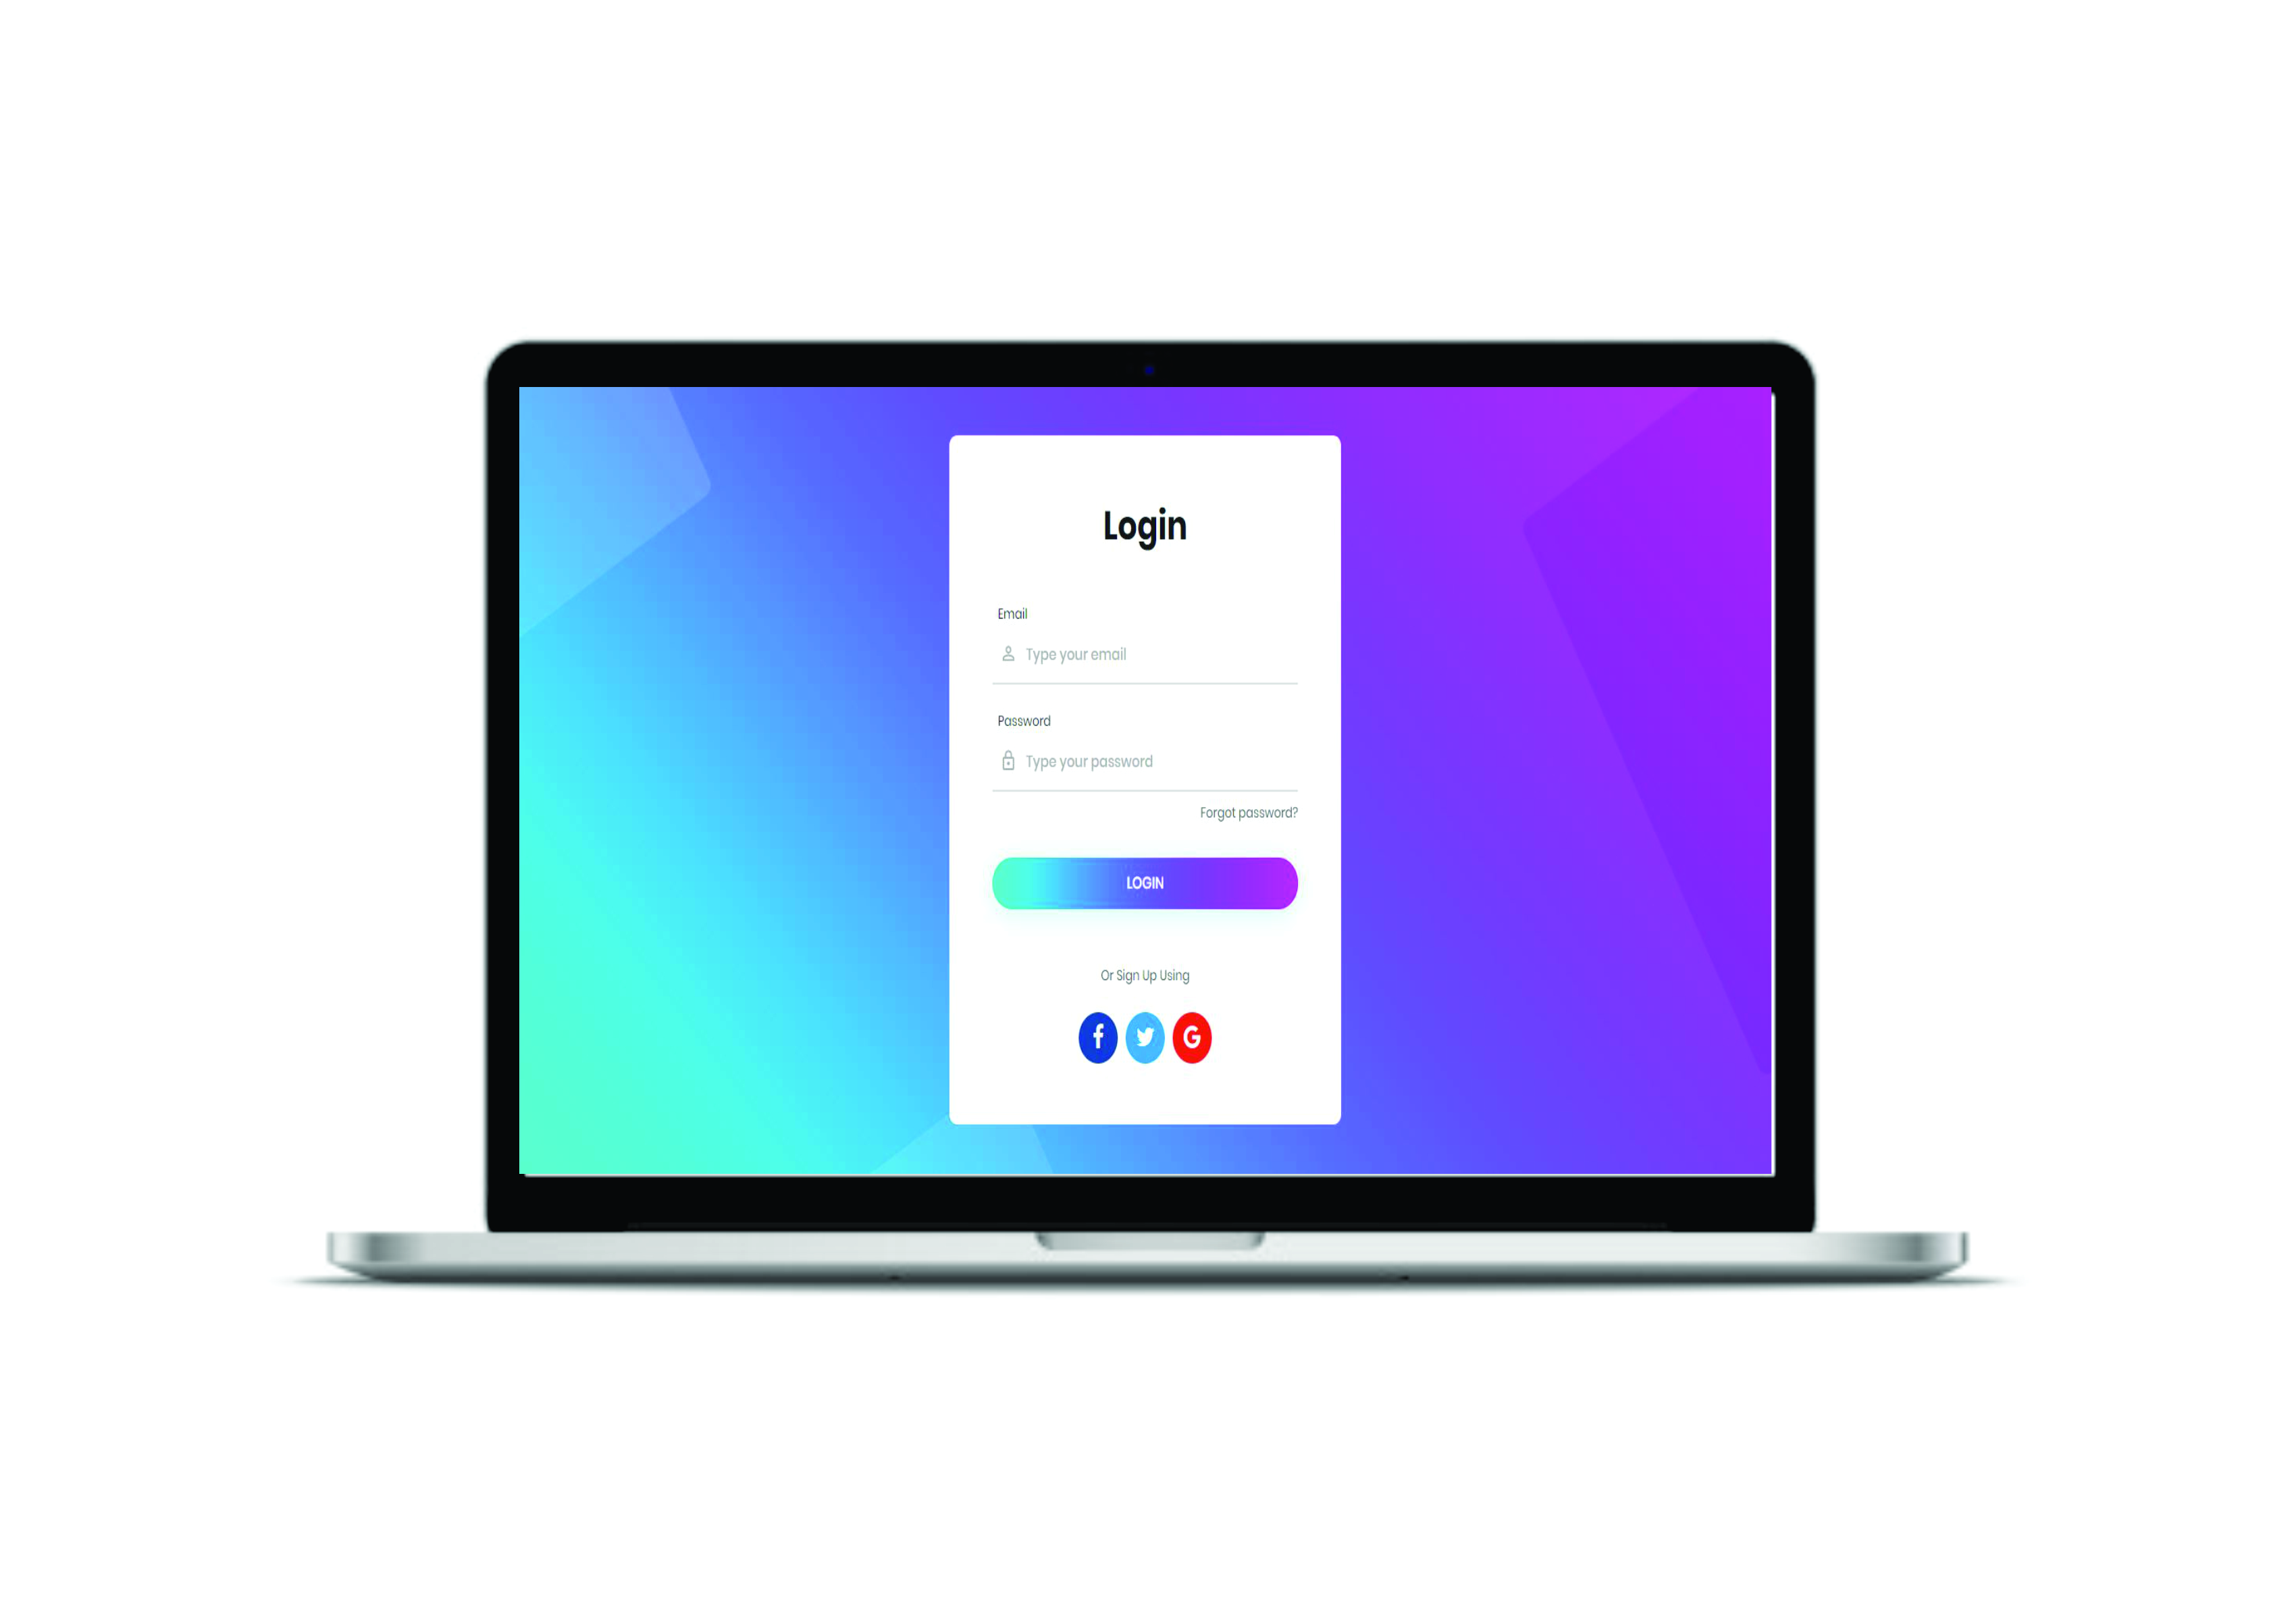 Login
Email
Type your email
Password
Type your password
Forgot password?
LOGIN
Or Sign Up Using